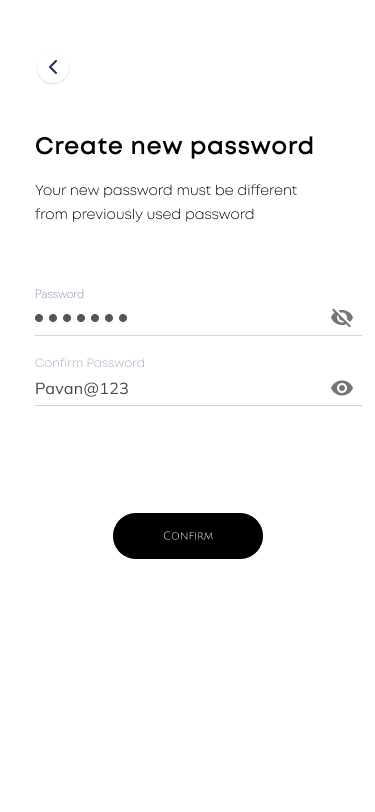 Create new password
Your new password must be different
from previously used password
Password
•••••••
Confirm Password
Pavan@123
Confirm